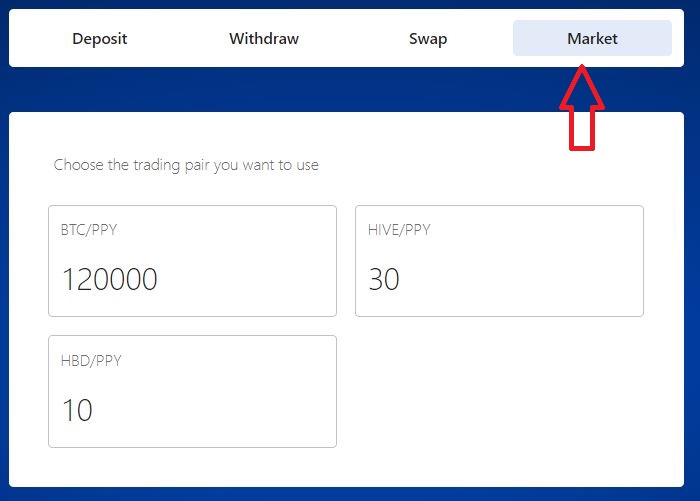 Deposit Withdraw Swap Market
Choose the trading pair you want to use
BTC/PPY
120000
HIVE/PPY
30
HBD/PPY
10